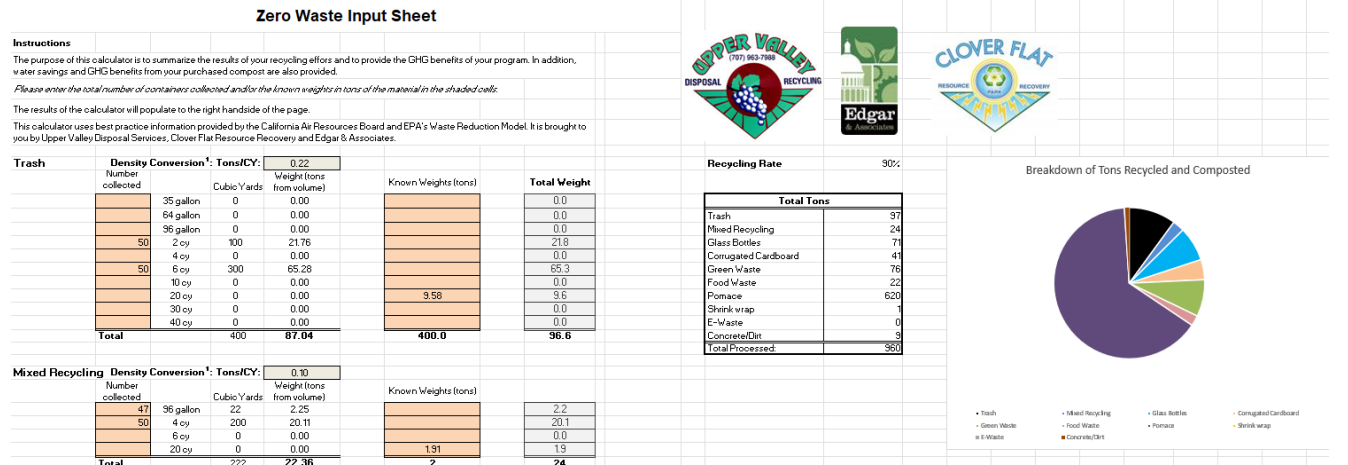 Zero Waste Input Sheet
Instructions
The purpose of this calculator is to summarize the results of your recycling effors and to provide the GHG benefits of your program. In addition,
water savings and GHG benefits from your purchased compost are also provided.
Please enter the total number of containers collected and/or the known weights in tons of the material in the shaded cells.
The results of the calculator will populate to the right handside of the page.
This calculator uses best practice information provided by the California Air Resources Board and EPA's Waste Reduction Model. It is brought to
you by Upper Valley Disposal Services, Clover Flat Resource Recovery and Edgar & Associates.
UPPER VALLEY
(707) 963-7988
DISPOSAL RECYCLING
Edgar
& Associates
CLOVER FLAT
RESOURCE RECOVERY
PARK
Trash Density Conversion¹: Tons/CY: 0.22
Number collected Cubic Yards Weight (tons from volume) Known Weights (tons) Total Weight
35 gallon 0 0.00 0.0
64 gallon 0 0.00 0.0
96 gallon 0 0.00 0.0
50 2 cy 100 21.76 21.8
4 cy 0 0.00 0.0
50 6 cy 300 65.28 65.3
10 cy 0 0.00 0.0
20 cy 0 0.00 9.58 9.6
30 cy 0 0.00 0.0
40 cy 0 0.00 0.0
Total 400 87.04 400.0 96.6
Mixed Recycling Density Conversion¹: Tons/CY: 0.10
Number collected Cubic Yards Weight (tons from volume) Known Weights (tons)
47 96 gallon 22 2.25 2.2
50 4 cy 200 20.11 20.1
6 cy 0 0.00 0.0
20 cy 0 0.00 1.91 1.9
Total 222 22.36 2 24
Recycling Rate 90%
Total Tons
Trash 97
Mixed Recycling 24
Glass Bottles 71
Corrugated Cardboard 41
Green Waste 76
Food Waste 22
Pomace 620
Shrink wrap 1
E-Waste 0
Concrete/Dirt 9
Total Processed: 960
Breakdown of Tons Recycled and Composted
Trash Mixed Recycling Glass Bottles Corrugated Cardboard
Green Waste Food Waste Pomace Shrink wrap
E-Waste Concrete/Dirt